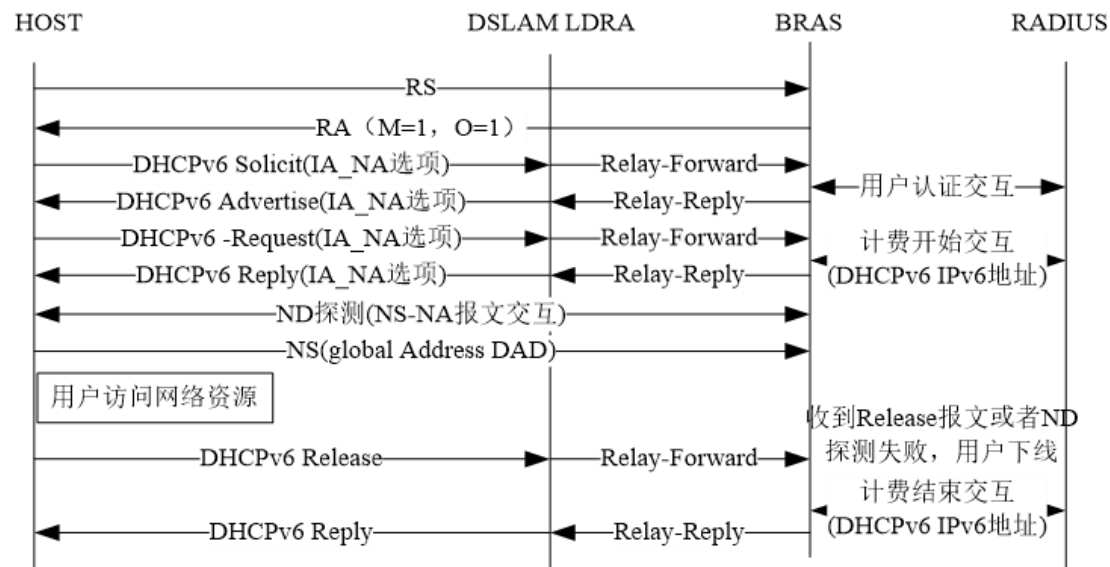 HOST DSLAM LDRA BRAS RADIUS
RS
RA（M=1，O=1）
DHCPv6 Solicit(IA_NA选项) Relay-Forward
用户认证交互
DHCPv6 Advertise(IA_NA选项) Relay-Reply
DHCPv6 -Request(IA_NA选项) Relay-Forward
计费开始交互
(DHCPv6 IPv6地址)
DHCPv6 Reply(IA_NA选项) Relay-Reply
ND探测(NS-NA报文交互)
NS(global Address DAD)
用户访问网络资源
收到Release报文或者ND
探测失败，用户下线
DHCPv6 Release Relay-Forward
计费结束交互
(DHCPv6 IPv6地址)
DHCPv6 Reply Relay-Reply